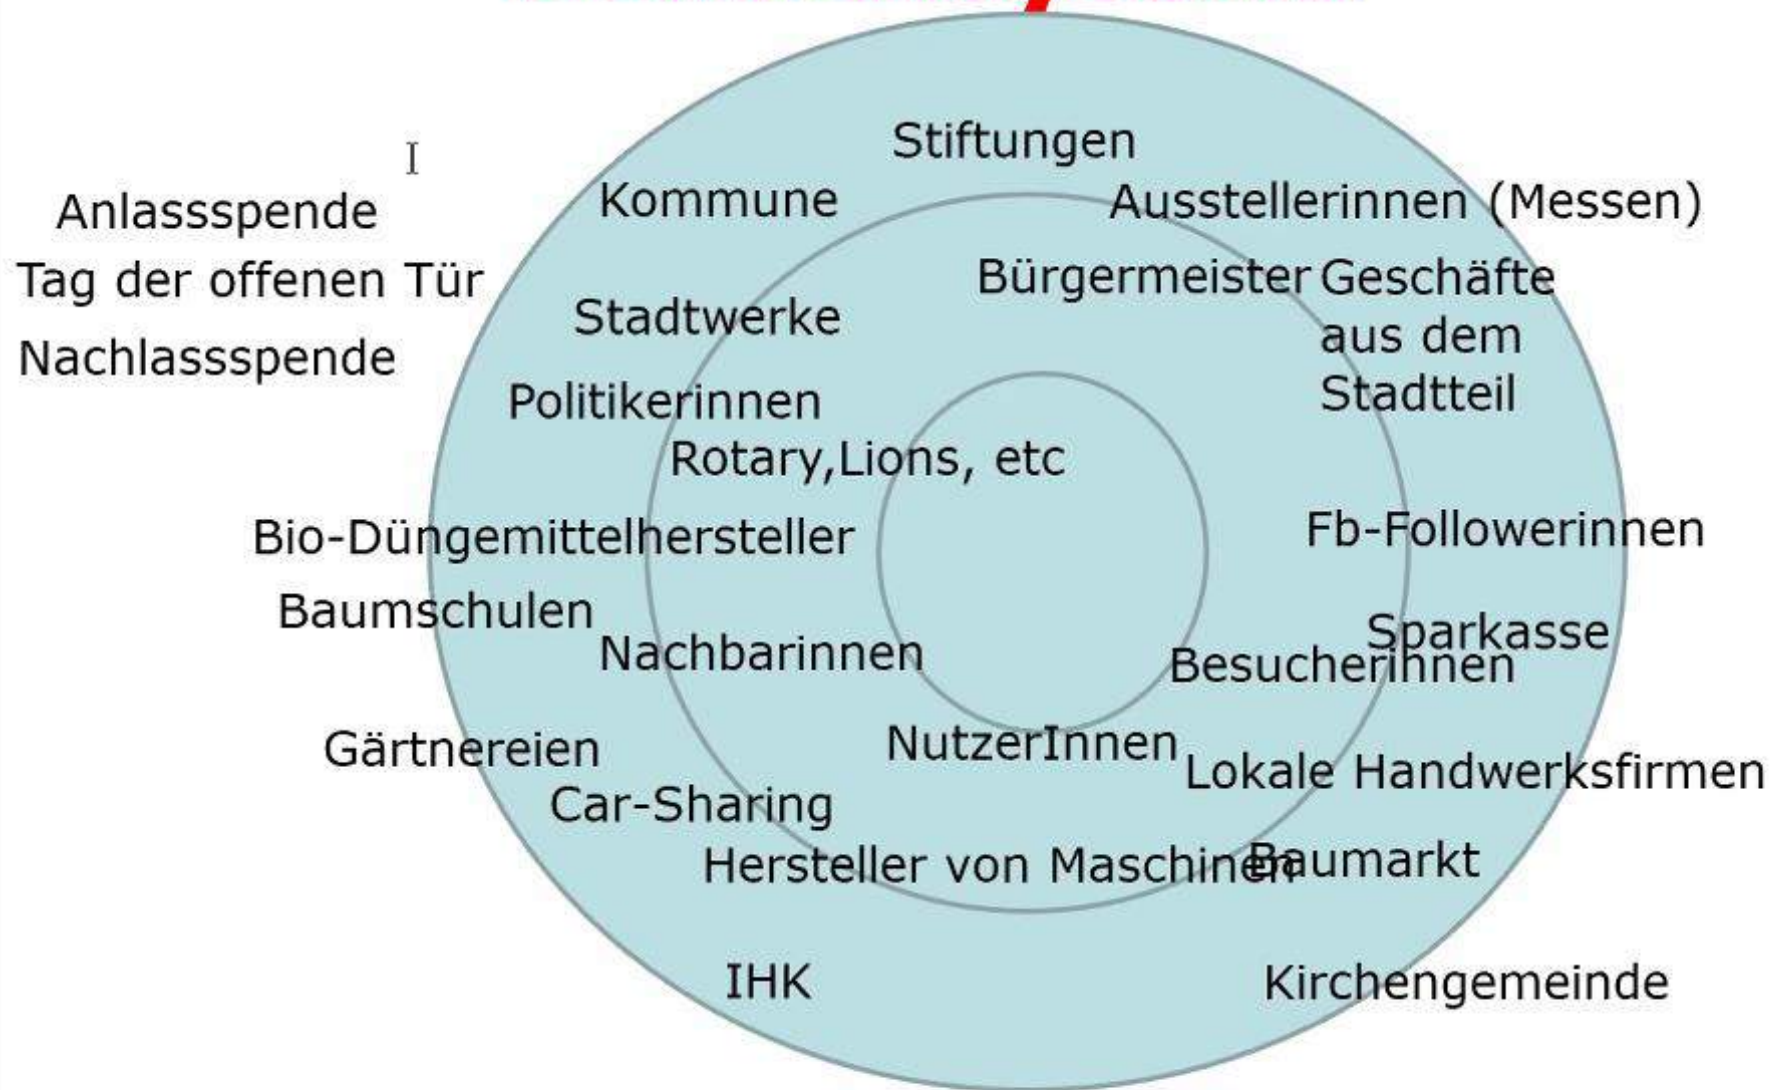 Stiftungen
Kommune
Ausstellerinnen (Messen)
Anlassspende
Tag der offenen Tür
Nachlassspende
Bürgermeister
Geschäfte
aus dem
Stadtteil
Stadtwerke
Politikerinnen
Rotary,Lions, etc
Bio-Düngemittelhersteller
Fb-Followerinnen
Baumschulen
Sparkasse
Nachbarinnen
Besucherinnen
Gärtnereien
NutzerInnen
Lokale Handwerksfirmen
Car-Sharing
Hersteller von Maschinen
Baumarkt
IHK
Kirchengemeinde